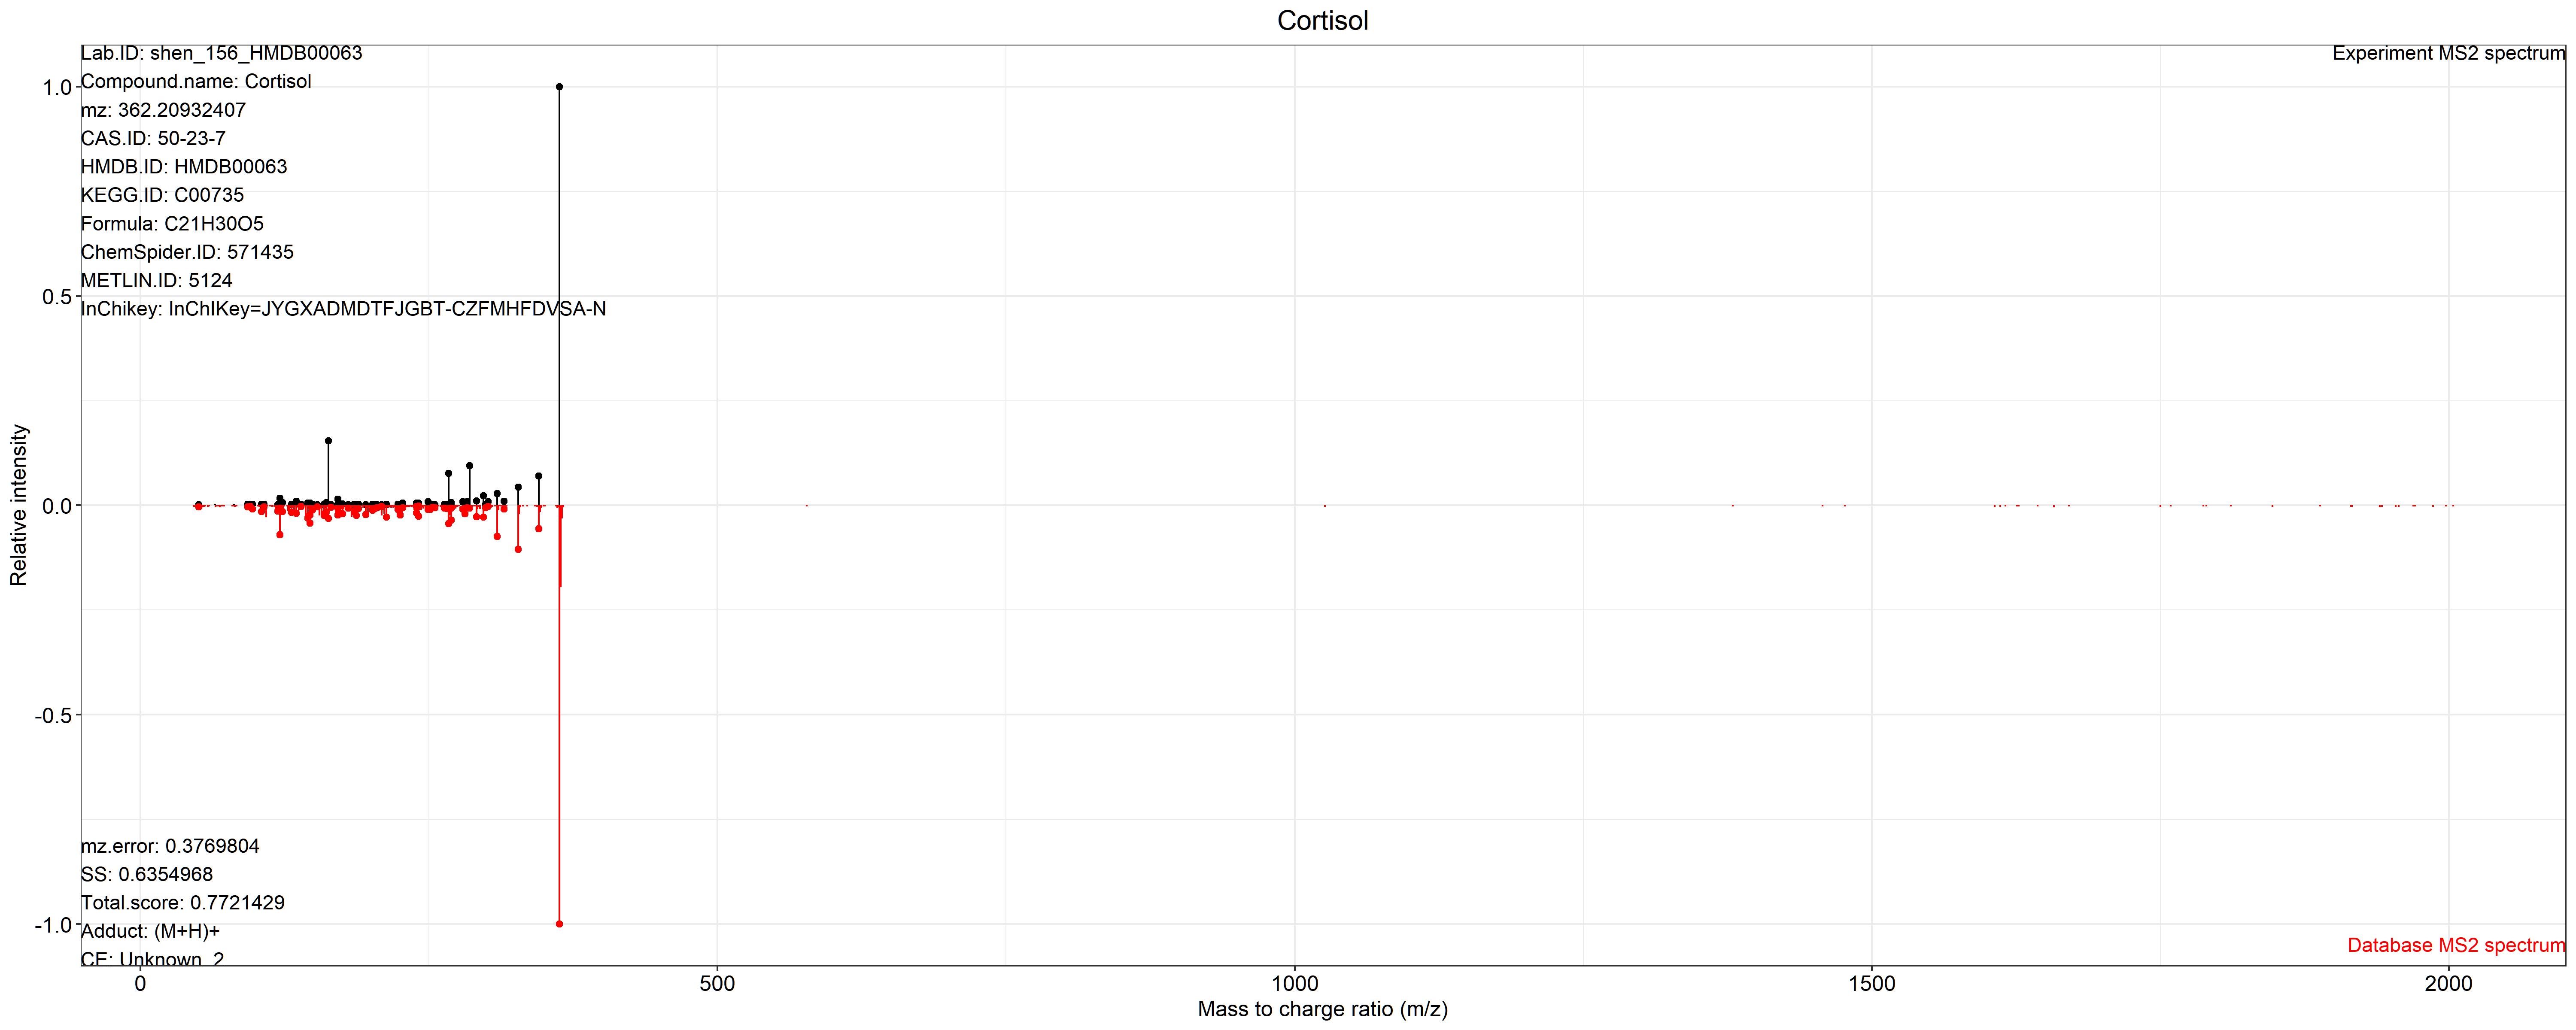 Cortisol
Lab.ID: shen_156_HMDB00063
Experiment MS2 spectrum
Compound.name: Cortisol
mz: 362.20932407
CAS.ID: 50-23-7
HMDB.ID: HMDB00063
KEGG.ID: C00735
Formula: C21H30O5
ChemSpider.ID: 571435
METLIN.ID: 5124
InChikey: InChIKey=JYGXADMDTFJGBT-CZFMHFDVSA-N
1.0
0.5
0.0
-0.5
-1.0
Relative intensity
mz.error: 0.3769804
SS: 0.6354968
Total.score: 0.7721429
Adduct: (M+H)+
CE: Unknown_2
Database MS2 spectrum
0
500
1000
1500
2000
Mass to charge ratio (m/z)